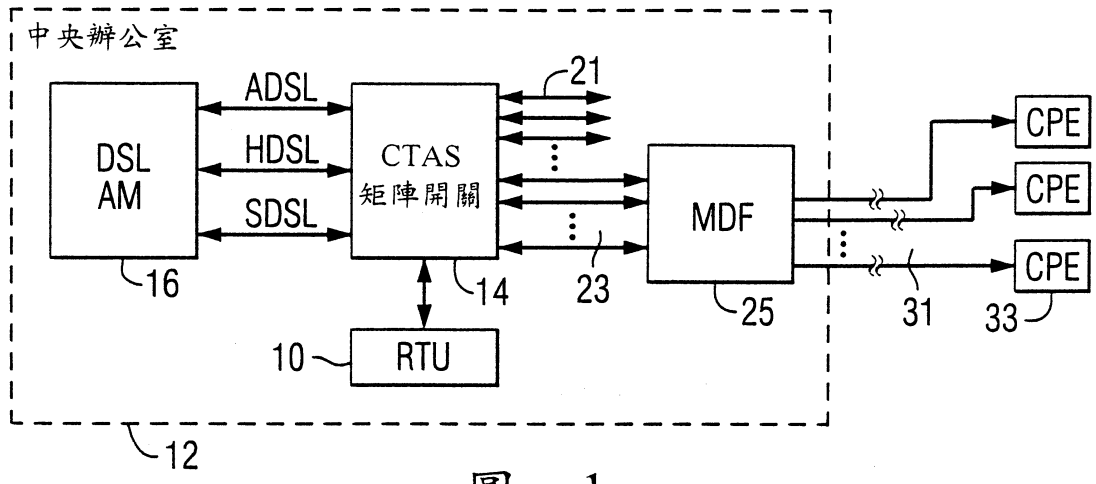 中央辦公室
DSL
AM
16
ADSL
HDSL
SDSL
CTAS
矩陣開關
14
21
23
10
RTU
12
MDF
25
31
CPE
CPE
CPE
33
圖 1